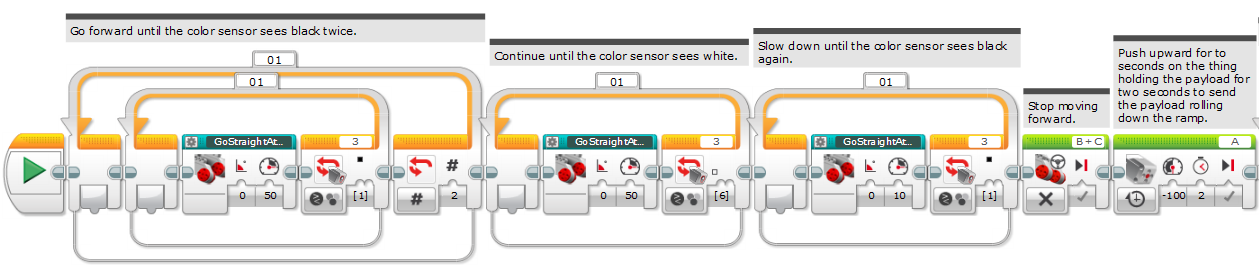 Go forward until the color sensor sees black twice.
Continue until the color sensor sees white.
Slow down until the color sensor sees black
again.
Stop moving
forward.
Push upward for to
seconds on the thing
holding the payload for
two seconds to send
the payload rolling
down the ramp.
01
01
GoStraightAt...
3
0 50
[1]
#
# 2
01
GoStraightAt...
3
0 50
[6]
01
GoStraightAt...
3
0 10
[1]
B + C
A
-100 2